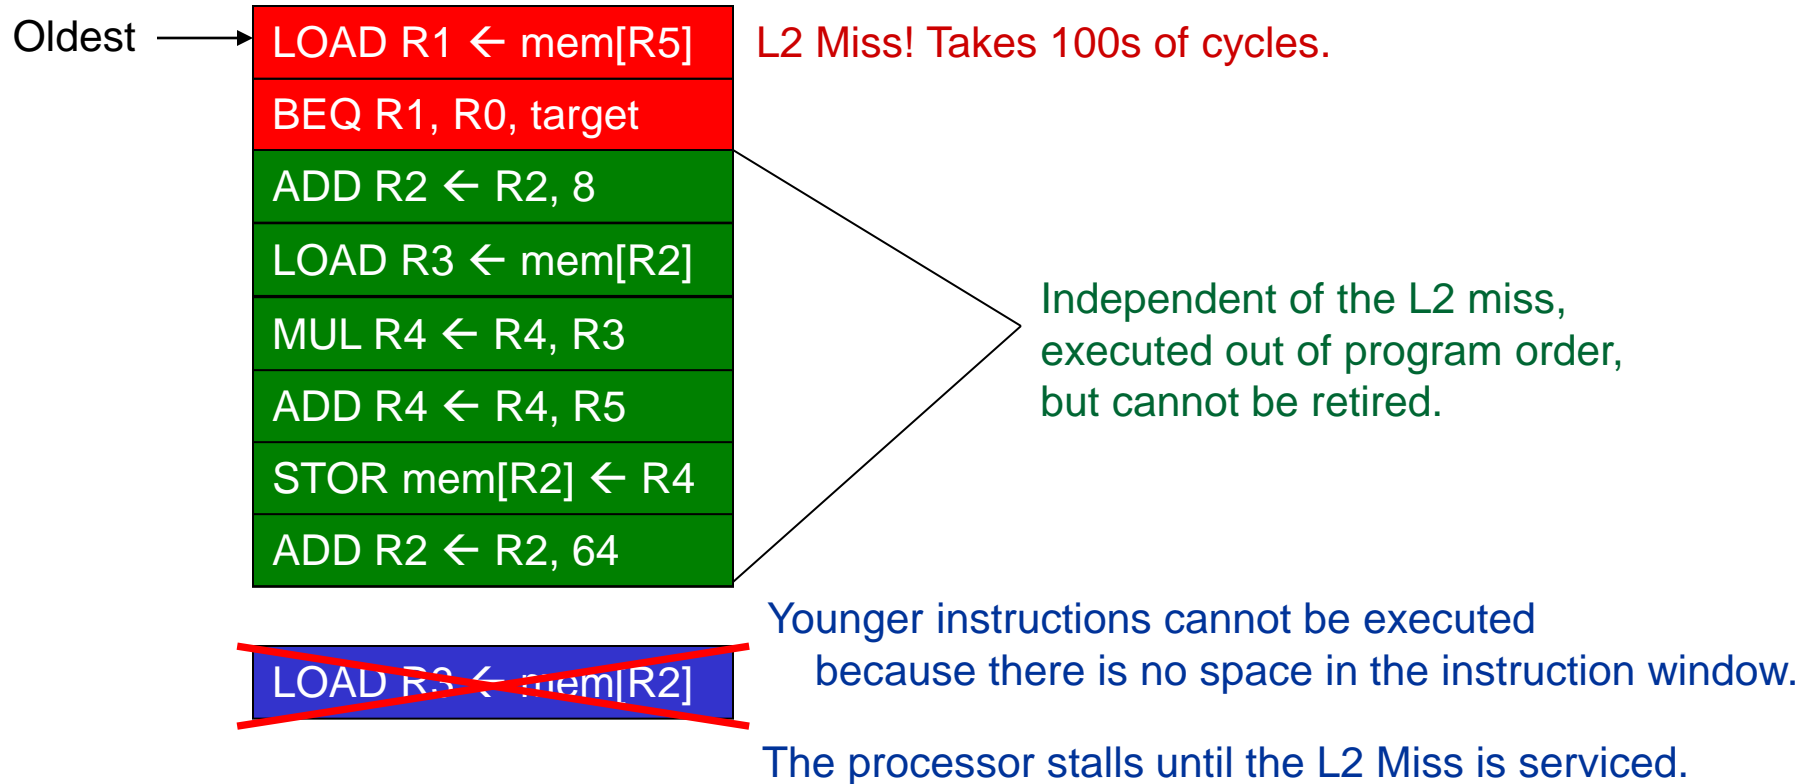 Oldest
LOAD R1 ← mem[R5]
L2 Miss! Takes 100s of cycles.
BEQ R1, R0, target
ADD R2 ← R2, 8
LOAD R3 ← mem[R2]
MUL R4 ← R4, R3
ADD R4 ← R4, R5
STOR mem[R2] ← R4
ADD R2 ← R2, 64
Independent of the L2 miss,
executed out of program order,
but cannot be retired.
Younger instructions cannot be executed
because there is no space in the instruction window.
LOAD R3 ← mem[R2]
The processor stalls until the L2 Miss is serviced.